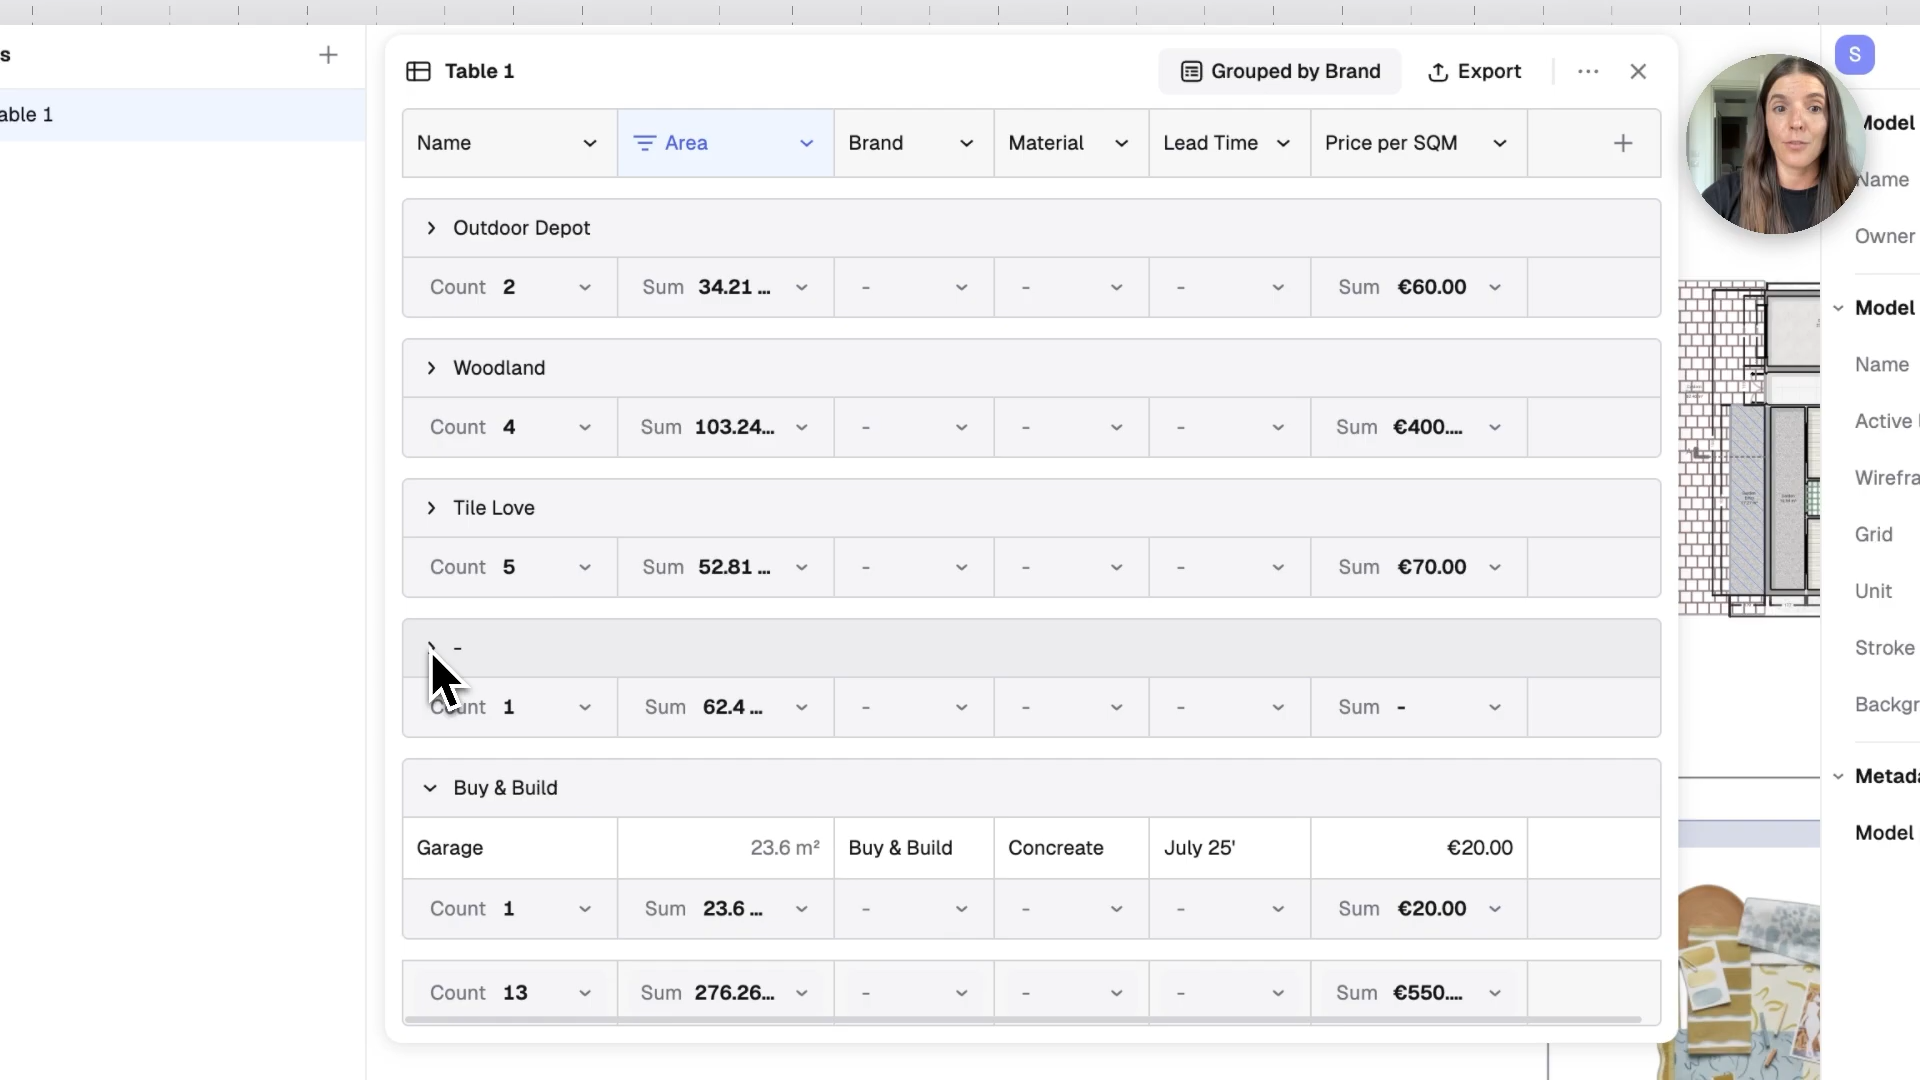 s
able 1
Table 1
Grouped by Brand
Export
S
Name
Area
Brand
Material
Lead Time
Price per SQM
Outdoor Depot
Count 2
Sum 34.21 ...
-
-
-
Sum €60.00
Woodland
Count 4
Sum 103.24...
-
-
-
Sum €400....
Tile Love
Count 5
Sum 52.81 ...
-
-
-
Sum €70.00
-
Count 1
Sum 62.4 ...
-
-
-
Sum -
Buy & Build
Garage
23.6 m²
Buy & Build
Concreate
July 25'
€20.00
Count 1
Sum 23.6 ...
-
-
-
Sum €20.00
Count 13
Sum 276.26...
-
-
-
Sum €550....
Model
Name
Owner
Model
Name
Active
Wirefra
Grid
Unit
Stroke
Backgr
Metada
Model